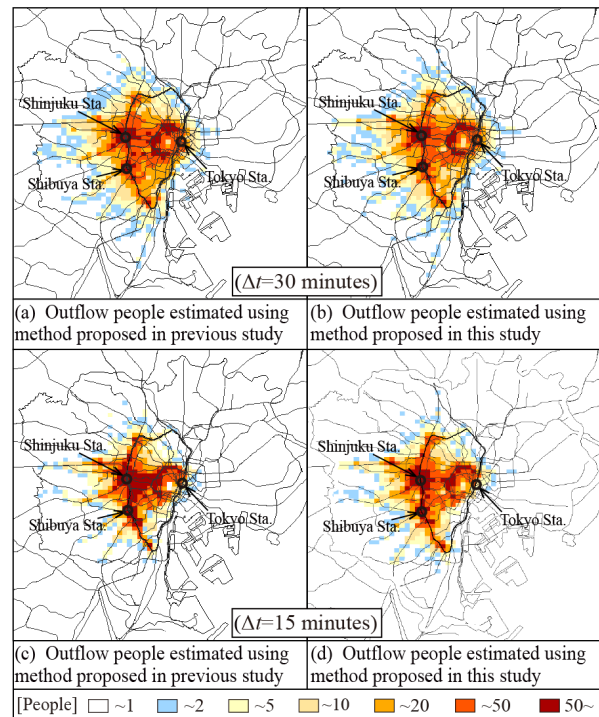 Shinjuku Sta.
Shibuya Sta.
Tokyo Sta.
Shinjuku Sta.
Shibuya Sta.
Tokyo Sta.
(Δt=30 minutes)
(a) Outflow people estimated using
method proposed in previous study
(b) Outflow people estimated using
method proposed in this study
Shinjuku Sta.
Shibuya Sta.
Tokyo Sta.
Shinjuku Sta.
Shibuya Sta.
Tokyo Sta.
(Δt=15 minutes)
(c) Outflow people estimated using
method proposed in previous study
(d) Outflow people estimated using
method proposed in this study
[People] ~1 ~2 ~5 ~10 ~20 ~50 50~